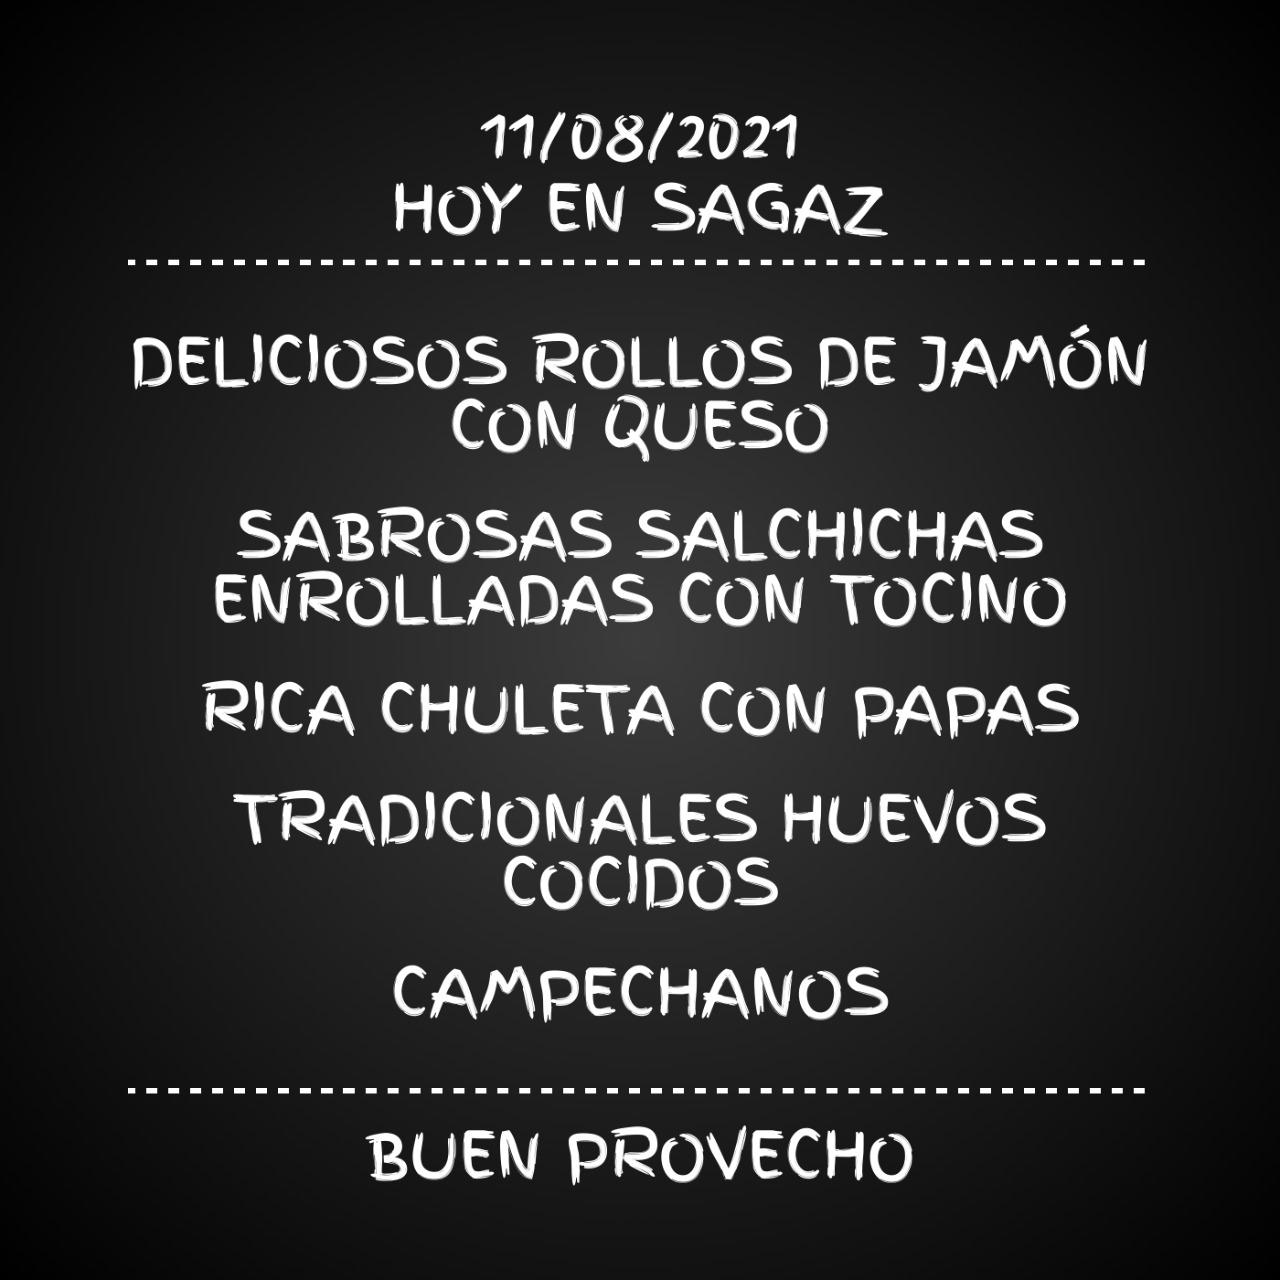 11/08/2021
HOY EN SAGAZ
DELICIOSOS ROLLOS DE JAMÓN
CON QUESO
SABROSAS SALCHICHAS
ENROLLADAS CON TOCINO
RICA CHULETA CON PAPAS
TRADICIONALES HUEVOS
COCIDOS
CAMPECHANOS
BUEN PROVECHO